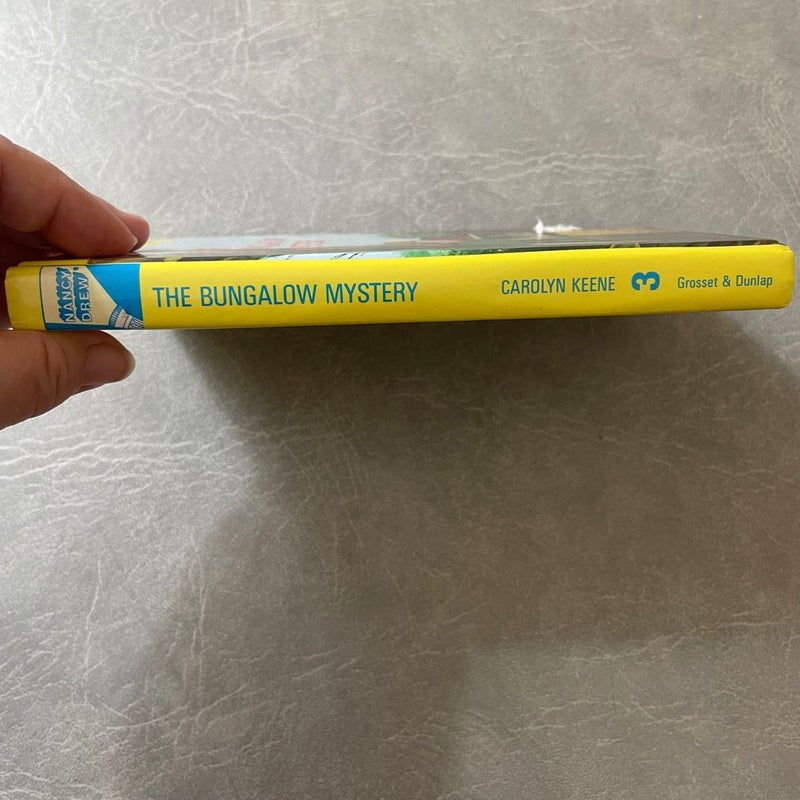 NANCY
DREW
THE BUNGALOW MYSTERY
CAROLYN KEENE
3
Grosset & Dunlap